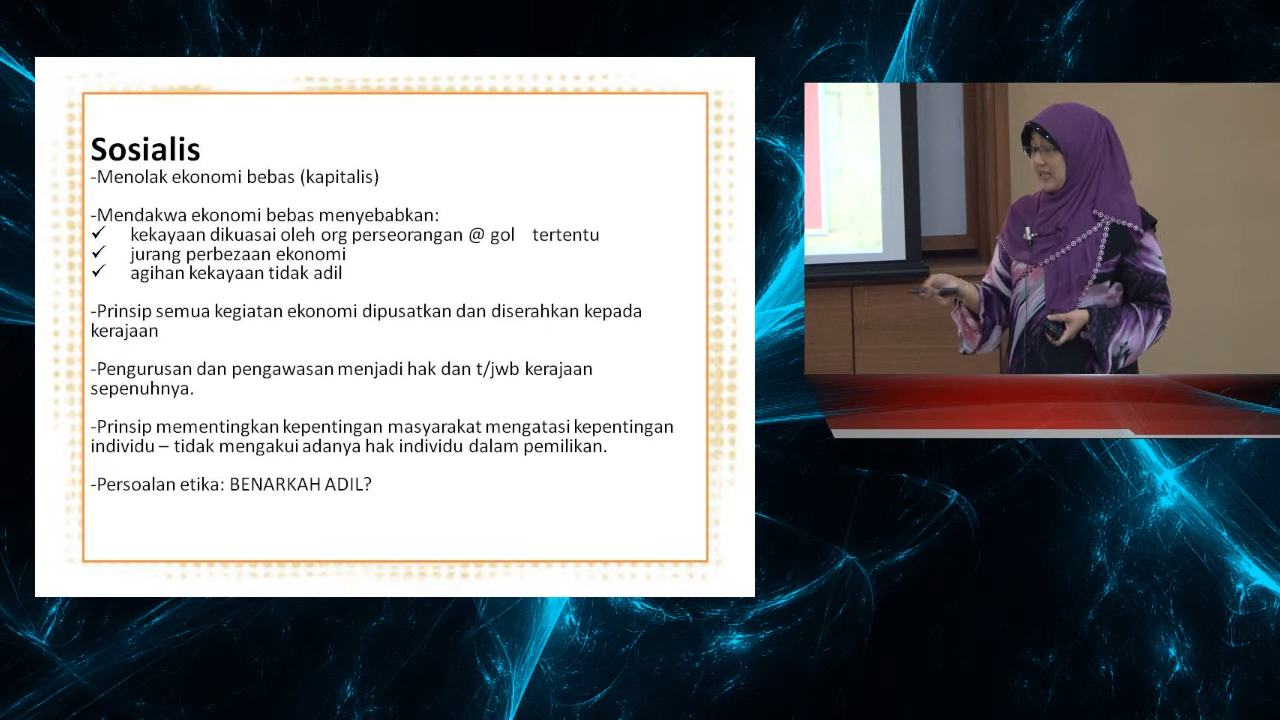 Sosialis
-Menolak ekonomi bebas (kapitalis)
-Mendakwa ekonomi bebas menyebabkan:
✓ kekayaan dikuasai oleh org perseorangan @ gol tertentu
✓ jurang perbezaan ekonomi
✓ agihan kekayaan tidak adil
-Prinsip semua kegiatan ekonomi dipusatkan dan diserahkan kepada
kerajaan
-Pengurusan dan pengawasan menjadi hak dan t/jwb kerajaan
sepenuhnya.
-Prinsip mementingkan kepentingan masyarakat mengatasi kepentingan
individu – tidak mengakui adanya hak individu dalam pemilikan.
-Persoalan etika: BENARKAH ADIL?